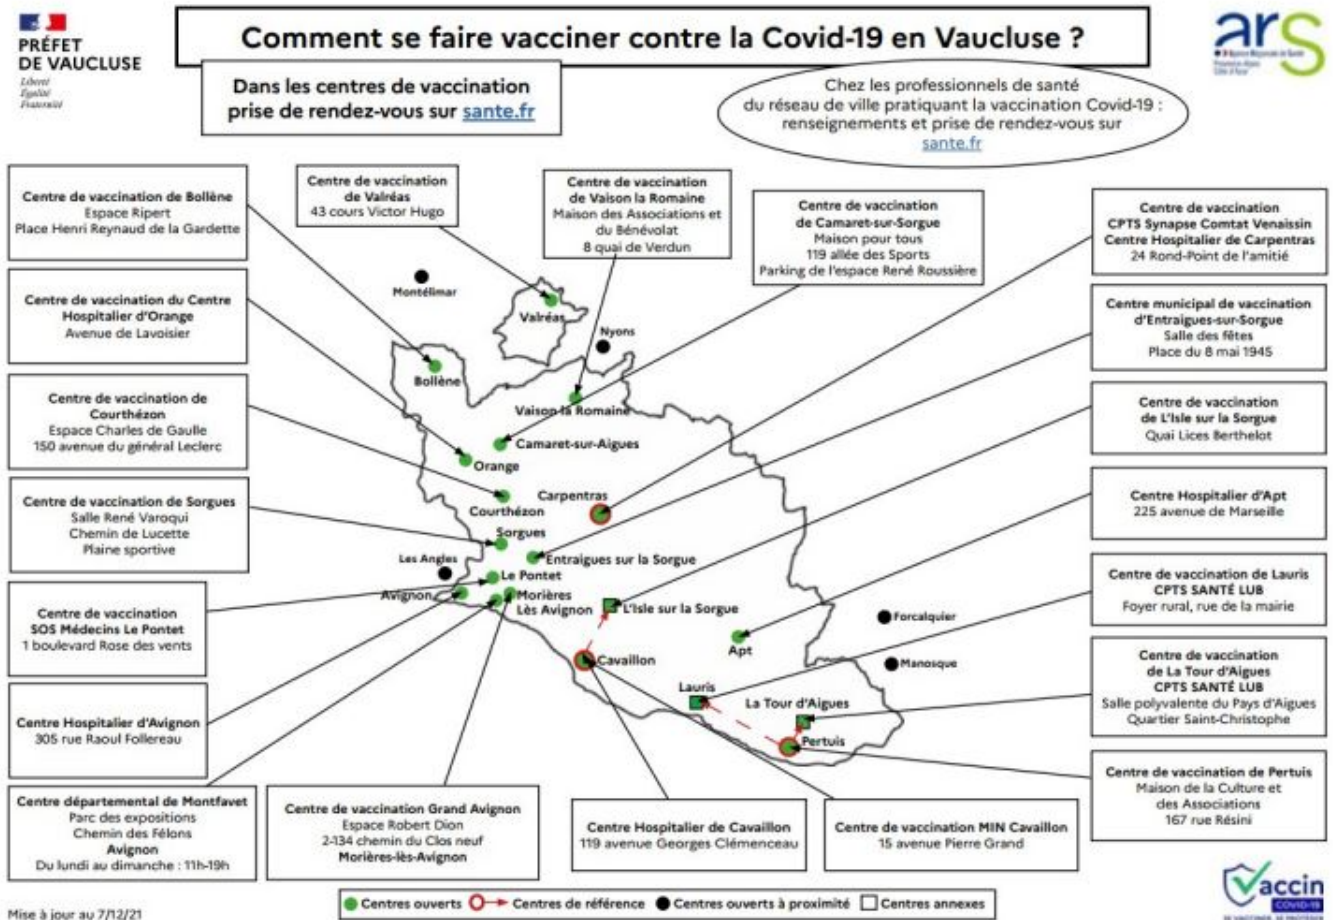 PRÉFET
DE VAUCLUSE
Liberté
Égalité
Fraternité
Comment se faire vacciner contre la Covid-19 en Vaucluse ?
ars
Dans les centres de vaccination
prise de rendez-vous sur sante.fr
Chez les professionnels de santé
du réseau de ville pratiquant la vaccination Covid-19 :
renseignements et prise de rendez-vous sur
sante.fr
Centre de vaccination de Bollène
Espace Ripert
Place Henri Reynaud de la Gardette
Centre de vaccination
de Valréas
43 cours Victor Hugo
Centre de vaccination
de Vaison la Romaine
Maison des Associations et
du Bénévolat
8 quai de Verdun
Centre de vaccination
de Camaret-sur-Sorgue
Maison pour tous
119 allée des Sports
Parking de l'espace René Roussière
Centre de vaccination
CPTS Synapse Comtat Venaissin
Centre Hospitalier de Carpentras
24 Rond-Point de l'amitié
Centre de vaccination du Centre
Hospitalier d'Orange
Avenue de Lavoisier
Centre municipal de vaccination
d'Entraigues-sur-Sorgue
Salle des fêtes
Place du 8 mai 1945
Centre de vaccination de
Courthézon
Espace Charles de Gaulle
150 avenue du général Leclerc
Centre de vaccination
de L'Isle sur la Sorgue
Quai Lices Berthelot
Centre de vaccination de Sorgues
Salle René Varoqui
Chemin de Lucette
Plaine sportive
Centre Hospitalier d'Apt
225 avenue de Marseille
Centre de vaccination
SOS Médecins Le Pontet
1 boulevard Rose des vents
Centre de vaccination de Lauris
CPTS SANTÉ LUB
Foyer rural, rue de la mairie
Centre de vaccination
de La Tour d'Aigues
CPTS SANTÉ LUB
Salle polyvalente du Pays d'Aigues
Quartier Saint-Christophe
Centre Hospitalier d'Avignon
305 rue Raoul Follereau
Centre de vaccination de Pertuis
Maison de la Culture et
des Associations
167 rue Résini
Centre départemental de Montfavet
Parc des expositions
Chemin des Félons
Avignon
Du lundi au dimanche : 11h-19h
Centre de vaccination Grand Avignon
Espace Robert Dion
2-134 chemin du Clos neuf
Morières-lès-Avignon
Centre Hospitalier de Cavaillon
119 avenue Georges Clémenceau
Centre de vaccination MIN Cavaillon
15 avenue Pierre Grand
Montélimar
Valréas
Nyons
Bollène
Vaison la Romaine
Camaret-sur-Aigues
Orange
Carpentras
Courthézon
Sorgues
Les Angles
Entraigues sur la Sorgue
Le Pontet
Avignon
Morières
Lès Avignon
L'Isle sur la Sorgue
Forcalquier
Apt
Cavaillon
Manosque
Lauris
La Tour d'Aigues
Pertuis
Centres ouverts
Centres de référence
Centres ouverts à proximité
Centres annexes
Mise à jour au 7/12/21
Vaccin
COVID-19